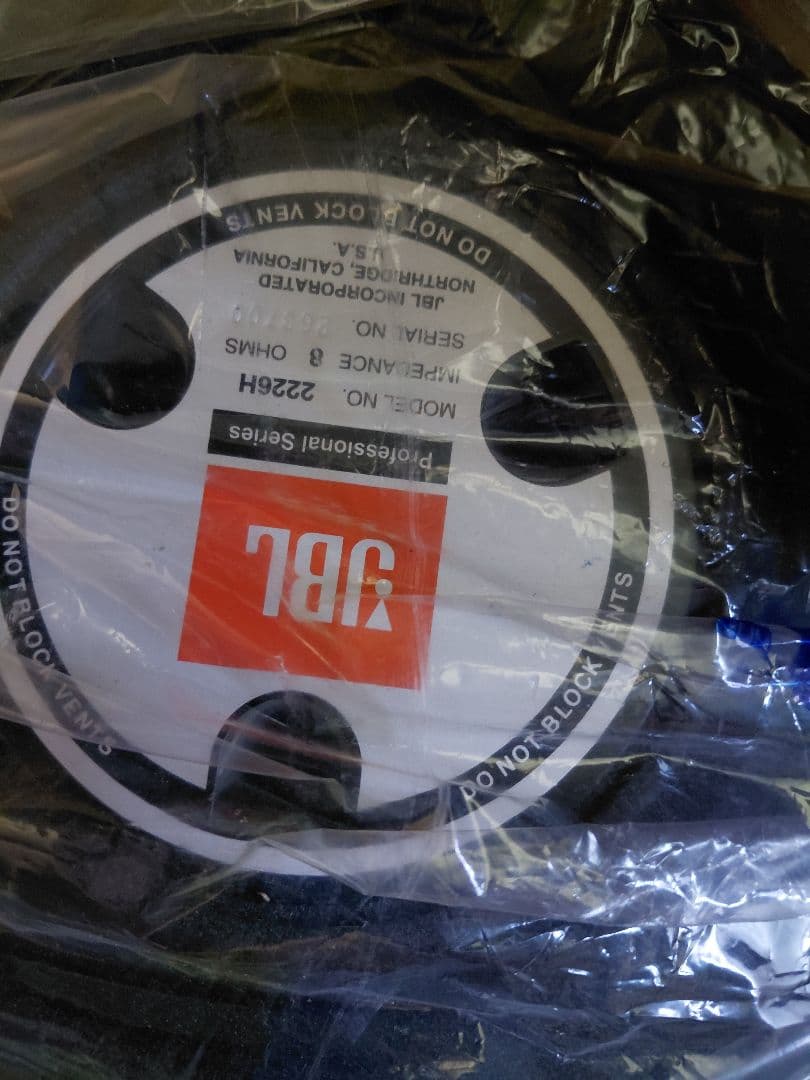 JBL
Professional Series
MODEL NO. 2226H
IMPEDANCE 8 OHMS
SERIAL NO.
JBL INCORPORATED
NORTHRIDGE, CALIFORNIA
U.S.A.
DO NOT BLOCK VENTS
DO NOT BLOCK VENTS
DO NOT BLOCK VENTS